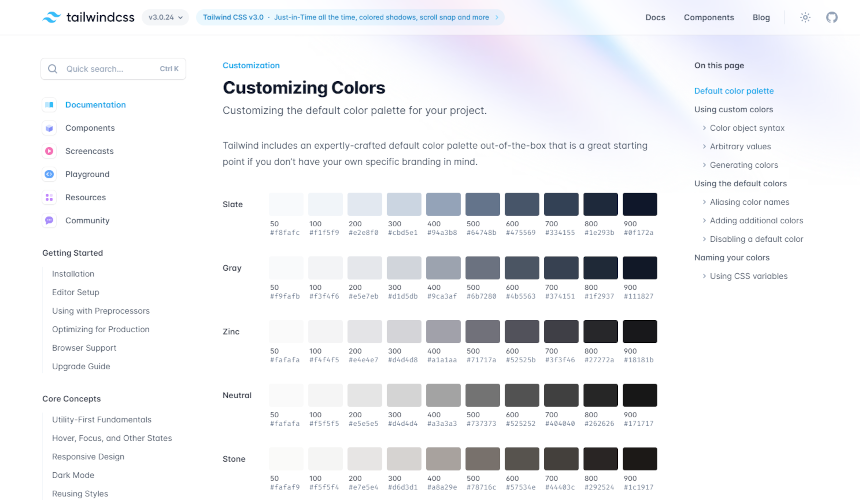 tailwindcss
v3.0.24
Tailwind CSS v3.0 · Just-in-Time all the time, colored shadows, scroll snap and more
Docs
Components
Blog
Quick search...
Ctrl K
Documentation
Components
Screencasts
Playground
Resources
Community
Getting Started
Installation
Editor Setup
Using with Preprocessors
Optimizing for Production
Browser Support
Upgrade Guide
Core Concepts
Utility-First Fundamentals
Hover, Focus, and Other States
Responsive Design
Dark Mode
Reusing Styles
Customization
Customizing Colors
Customizing the default color palette for your project.
Tailwind includes an expertly-crafted default color palette out-of-the-box that is a great starting
point if you don't have your own specific branding in mind.
Slate
50 100 200 300 400 500 600 700 800 900
#f8fafc #f1f5f9 #e2e8f0 #cbd5e1 #94a3b8 #64748b #475569 #334155 #1e293b #0f172a
Gray
50 100 200 300 400 500 600 700 800 900
#f9fafb #f3f4f6 #e5e7eb #d1d5db #9ca3af #6b7280 #4b5563 #374151 #1f2937 #111827
Zinc
50 100 200 300 400 500 600 700 800 900
#fafafa #f4f4f5 #e4e4e7 #d4d4d8 #a1a1aa #71717a #52525b #3f3f46 #27272a #18181b
Neutral
50 100 200 300 400 500 600 700 800 900
#fafafa #f5f5f5 #e5e5e5 #d4d4d4 #a3a3a3 #737373 #525252 #404040 #262626 #171717
Stone
50 100 200 300 400 500 600 700 800 900
#fafaf9 #f5f5f4 #e7e5e4 #d6d3d1 #a8a29e #78716c #57534e #44403c #292524 #1c1917
On this page
Default color palette
Using custom colors
Color object syntax
Arbitrary values
Generating colors
Using the default colors
Aliasing color names
Adding additional colors
Disabling a default color
Naming your colors
Using CSS variables